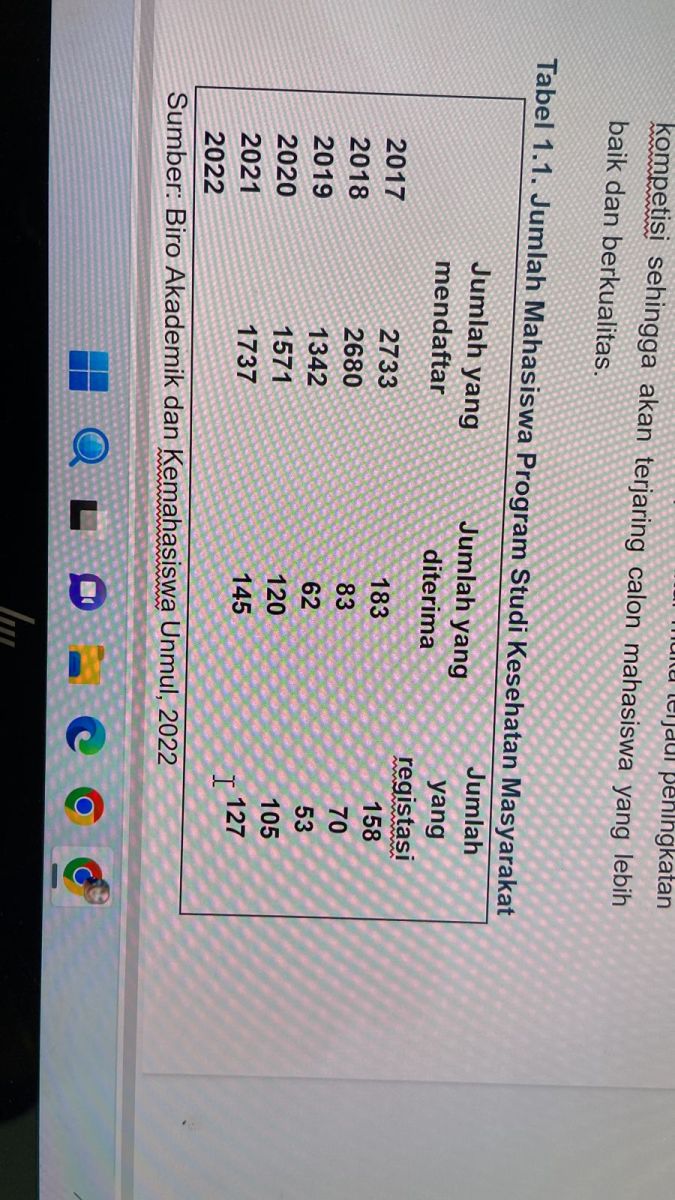 peningkatan
kompetisi sehingga akan terjaring calon mahasiswa yang lebih
baik dan berkualitas.
Tabel 1.1. Jumlah Mahasiswa Program Studi Kesehatan Masyarakat
Jumlah yang mendaftar Jumlah yang diterima Jumlah yang registasi
2017 2733 183 158
2018 2680 83 70
2019 1342 62 53
2020 1571 120 105
2021 1737 145 127
2022
Sumber: Biro Akademik dan Kemahasiswa Unmul, 2022